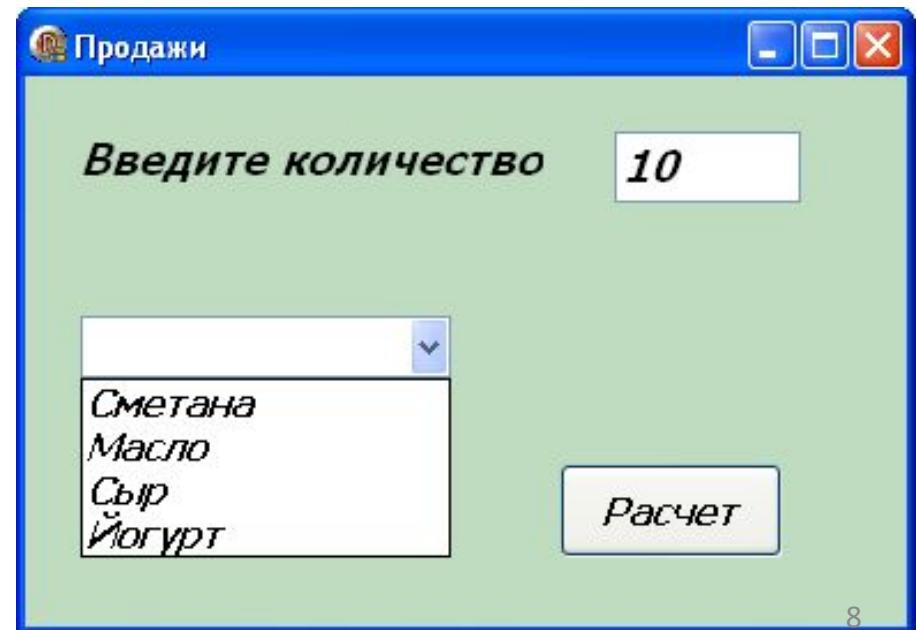 Продажи
Введите количество 10
Сметана
Масло
Сыр
Йогурт
Расчет
8